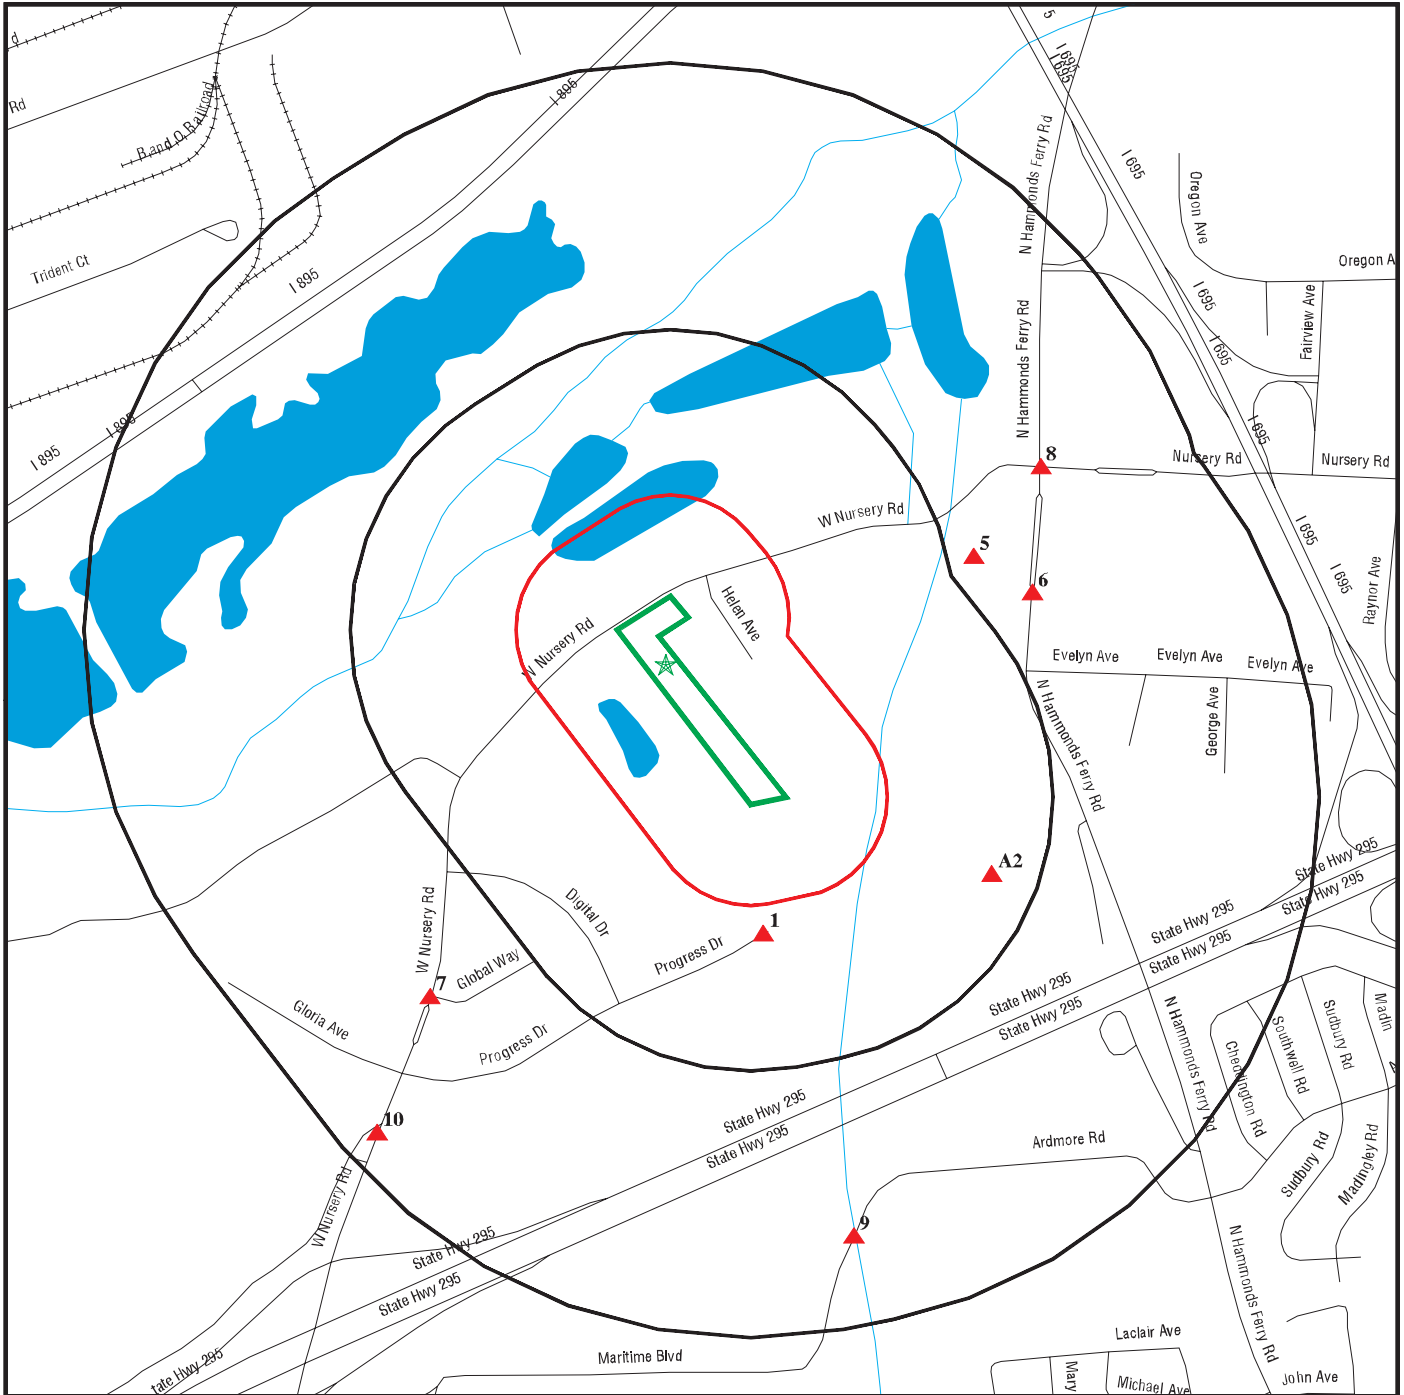 d
5
I 695
I 695
I 895
Rd
B and O Railroad
N Hammonds Ferry Rd
I 695
Oregon Ave
Trident Ct
Oregon A
I 895
I 695
Fairview Ave
N Hammonds Ferry Rd
I 695
I 895
I 695
I 895
8
Nursery Rd
Nursery Rd
W Nursery Rd
I 695
5
I 695
6
Raynor Ave
Helen Ave
W Nursery Rd
Evelyn Ave
Evelyn Ave
Evelyn Ave
George Ave
N Hammonds Ferry Rd
State Hwy 295
A2
State Hwy 295
Digital Dr
1
State Hwy 295
W Nursery Rd
Progress Dr
State Hwy 295
Global Way
7
State Hwy 295
State Hwy 295
Gloria Ave
Progress Dr
N Hammonds Ferry Rd
Cheddington Rd
Southwell Rd
Sudbury Rd
Madin
A
10
State Hwy 295
State Hwy 295
Ardmore Rd
Sudbury Rd
Madingley Rd
W Nursery Rd
9
State Hwy 295
State Hwy 295
N Hammonds Ferry Rd
Laclair Ave
Maritime Blvd
tate Hwy 295
Mary
Michael Ave
John Ave